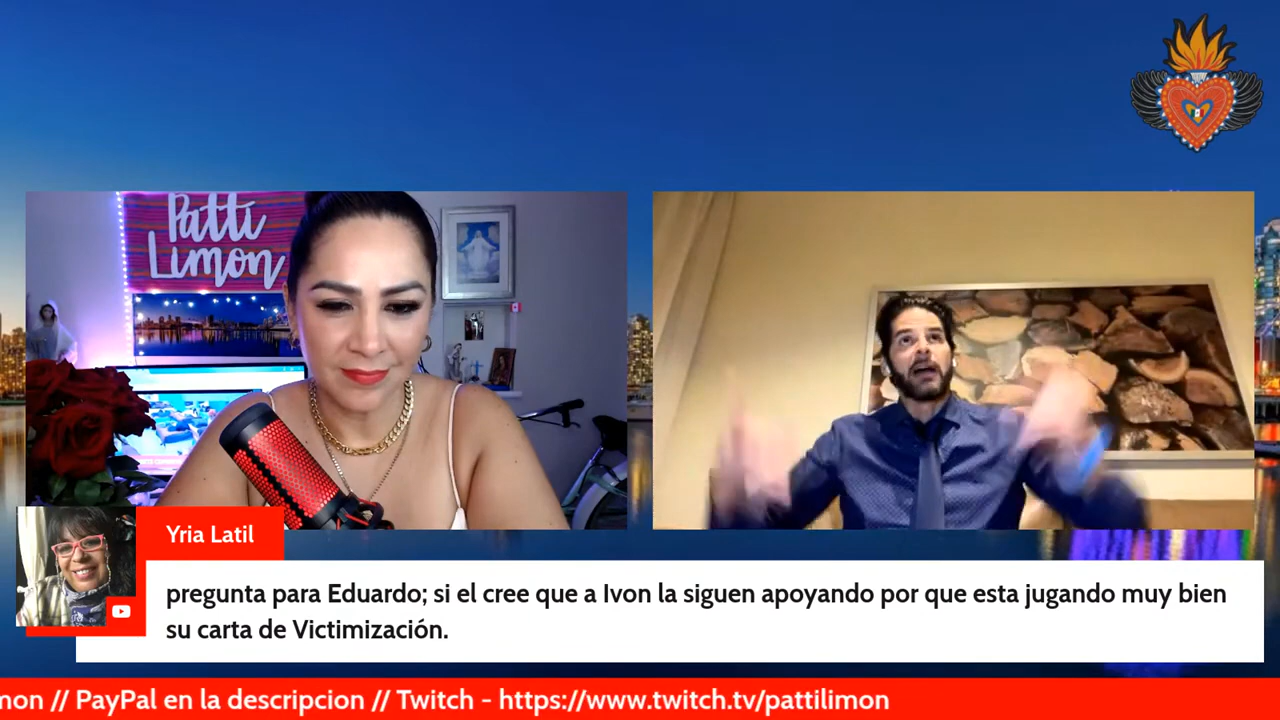 Patti
Limon
Yria Latil
pregunta para Eduardo; si el cree que a Ivon la siguen apoyando por que esta jugando muy bien
su carta de Victimización.
mon // PayPal en la descripcion // Twitch - https://www.twitch.tv/pattilimon